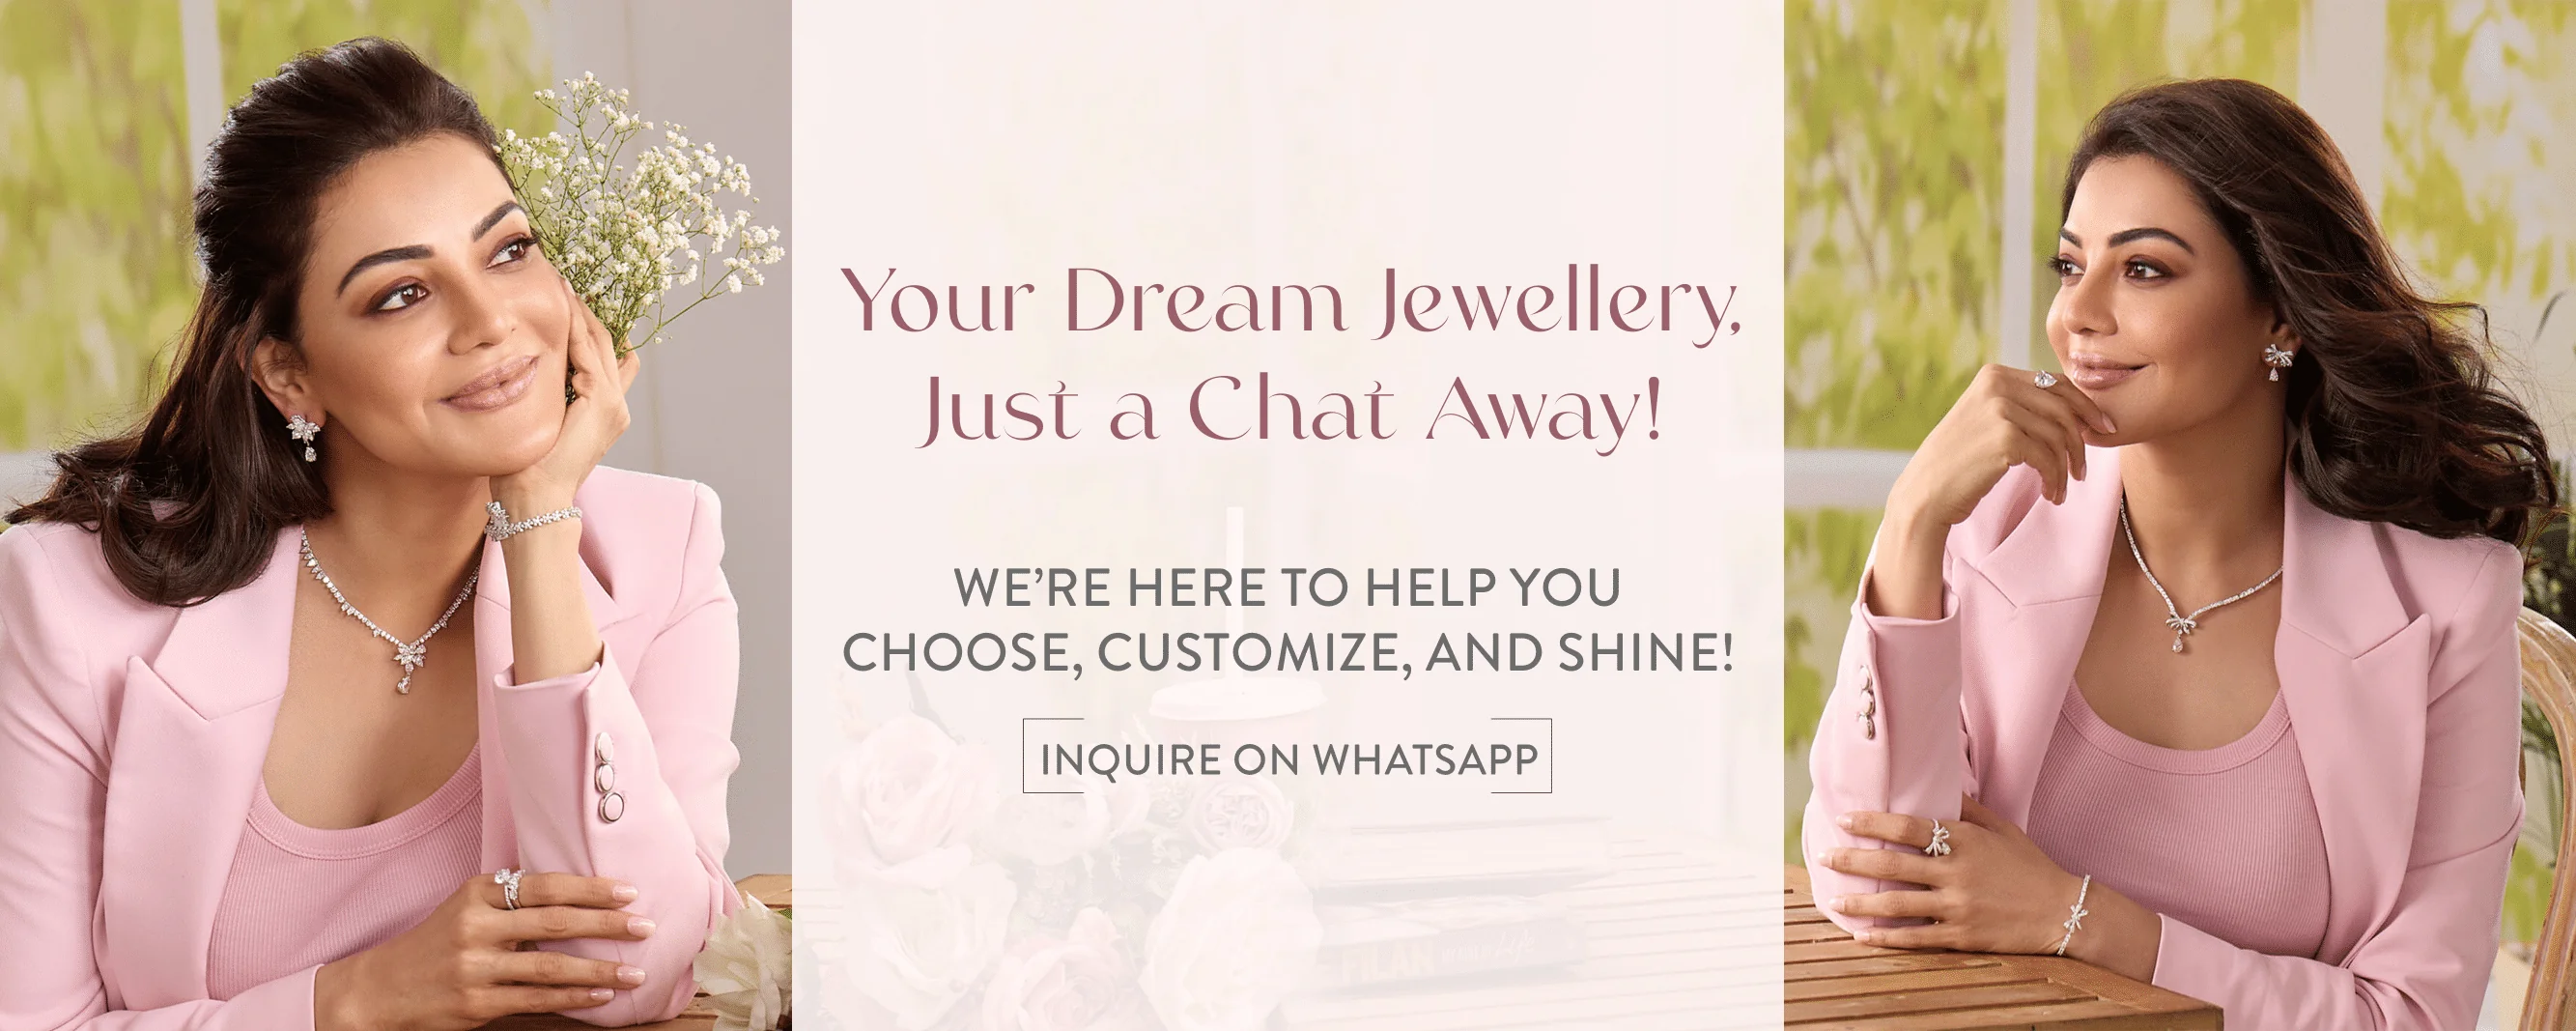 Your Dream Jewellery,
Just a Chat Away!
WE'RE HERE TO HELP YOU
CHOOSE, CUSTOMIZE, AND SHINE!
INQUIRE ON WHATSAPP
MILAN